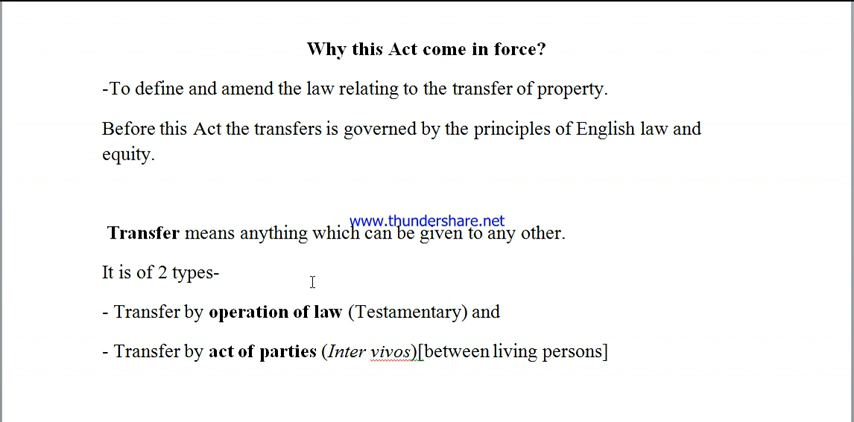 Why this Act come in force?
-To define and amend the law relating to the transfer of property.
Before this Act the transfers is governed by the principles of English law and
equity.
www.thundershare.net
Transfer means anything which can be given to any other.
It is of 2 types-
- Transfer by operation of law (Testamentary) and
- Transfer by act of parties (Inter vivos)[between living persons]